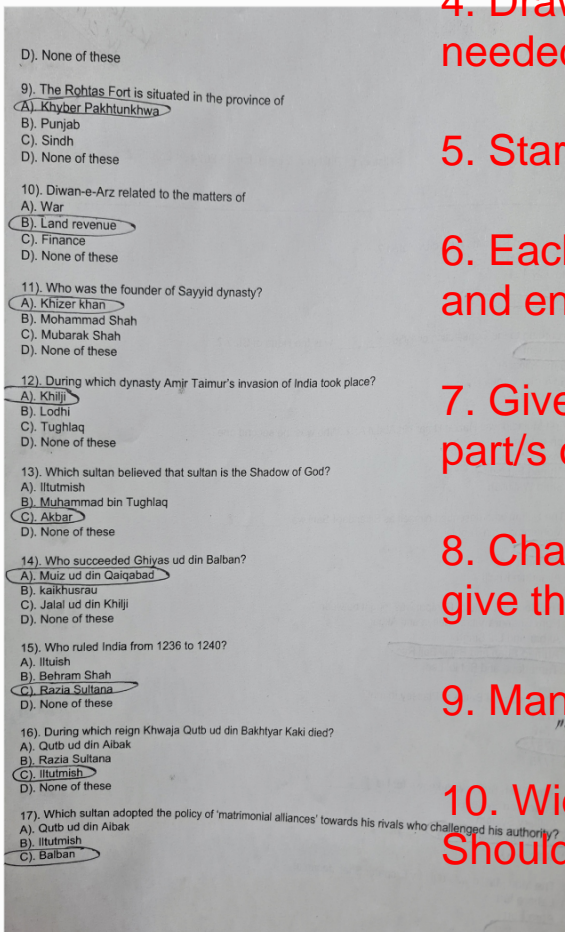 D). None of these
9). The Rohtas Fort is situated in the province of
A). Khyber Pakhtunkhwa
B). Punjab
C). Sindh
D). None of these
10). Diwan-e-Arz related to the matters of
A). War
B). Land revenue
C). Finance
D). None of these
11). Who was the founder of Sayyid dynasty?
A). Khizer khan
B). Mohammad Shah
C). Mubarak Shah
D). None of these
12). During which dynasty Amir Taimur's invasion of India took place?
A). Khilji
B). Lodhi
C). Tughlaq
D). None of these
13). Which sultan believed that sultan is the Shadow of God?
A). Iltutmish
B). Muhammad bin Tughlaq
C). Akbar
D). None of these
14). Who succeeded Ghiyas ud din Balban?
A). Muiz ud din Qaiqabad
B). kaikhusrau
C). Jalal ud din Khilji
D). None of these
15). Who ruled India from 1236 to 1240?
A). Iltuish
B). Behram Shah
C). Razia Sultana
D). None of these
16). During which reign Khwaja Qutb ud din Bakhtyar Kaki died?
A). Qutb ud din Aibak
B). Razia Sultana
C). Iltutmish
D). None of these
17). Which sultan adopted the policy of 'matrimonial alliances' towards his rivals who challenged his authority?
A). Qutb ud din Aibak
B). Iltutmish
C). Balban
4. Draw
needed
5. Star
6. Each
and en
7. Give
part/s
8. Cha
give th
9. Man
10. Wi
Should